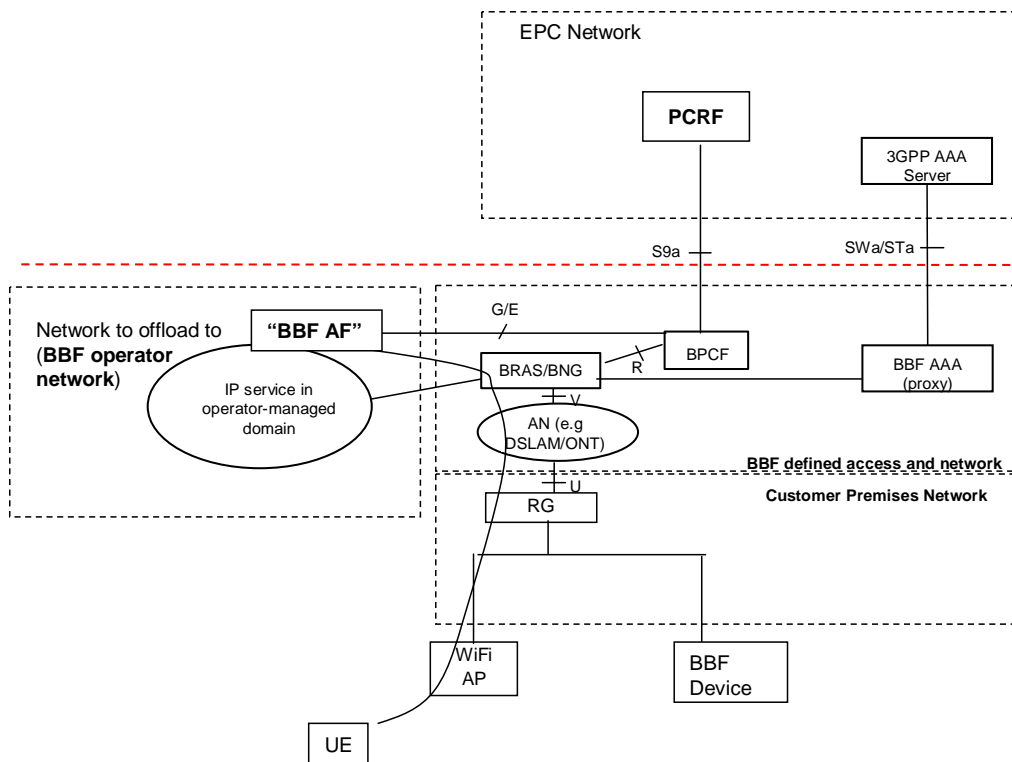 EPC Network
PCRF
3GPP AAA
Server
S9a
SWa/STa
Network to offload to
(BBF operator
network)
"BBF AF"
G/E
BPCF
R
BRAS/BNG
BBF AAA
(proxy)
IP service in
operator-managed
domain
V
AN (e.g
DSLAM/ONT)
BBF defined access and network
U
Customer Premises Network
RG
WiFi
AP
BBF
Device
UE